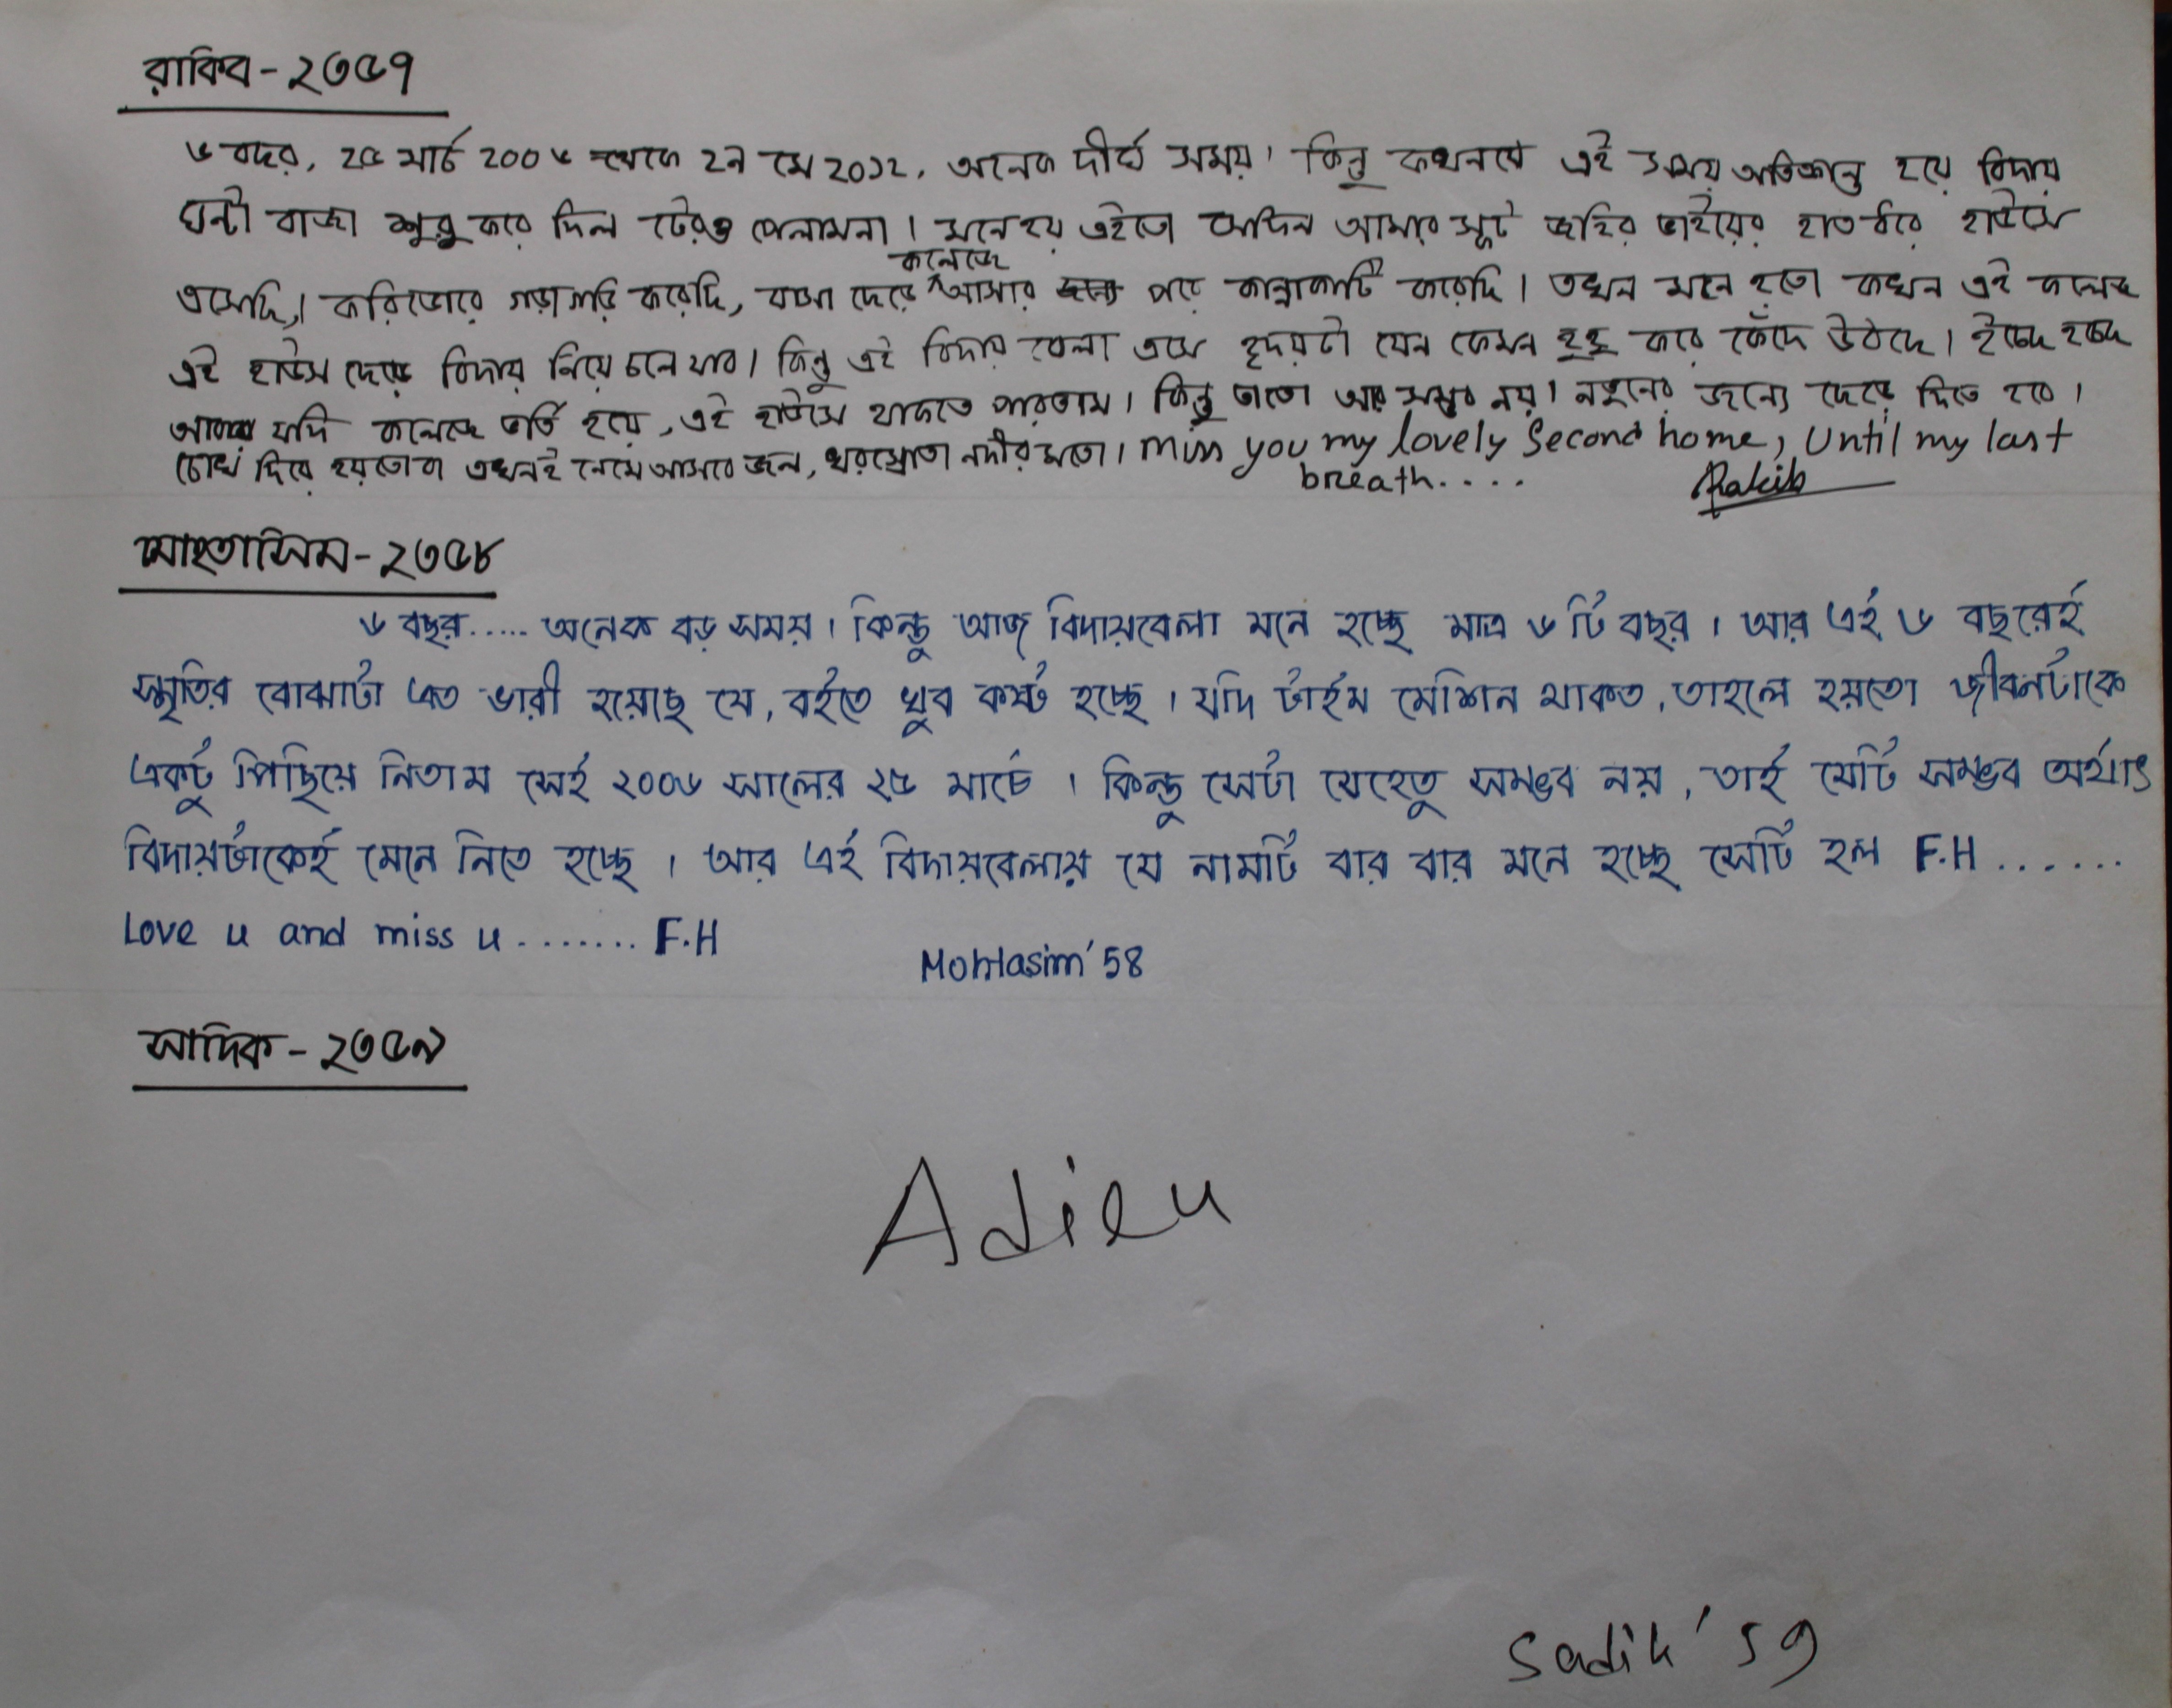 রাকিব - ২৩৫৭
৬ বছর, ২৫ মার্চ ২০০৬ থেকে ২৭ মে ২০১২, অনেক দীর্ঘ সময়। কিন্তু কখনযে এই সময় অতিক্রান্ত হয়ে বিদায়
ঘন্টা বাজা শুরু করে দিল টেরও পেলামনা। মনে হয় এইতো সেদিন আমার স্কুট জহির ভাইয়ের হাত ধরে হাউসে
এসেছি। করিডোরে গড়াগড়ি করেছি, বাসা ছেড়ে কলেজে আসার পরে কান্নাকাটি করেছি। তখন মনে হতো কখন এই কলেজ
এই হাউস ছেড়ে বিদায় নিয়ে চলে যাব। কিন্তু এই বিদায় বেলা এসে হৃদয়টা যেন কেমন হুহু করে কেঁদে উঠছে। ইচ্ছে হচ্ছে
আবার যদি কলেজে ভর্তি হয়ে, এই হাউসে থাকতে পারতাম। কিন্তু তাতো আর সম্ভব নয়। নতুনের জন্যে ছেড়ে দিতে হবে।
চোখ দিয়ে হয়তোবা এখনই নেমে আসবে জল, খরস্রোতা নদীর মতো। miss you my lovely Second home, Until my last
breath....
Rakib
মোহতাসিম - ২৩৫৮
৬ বছর..... অনেক বড় সময়। কিন্তু আজ বিদায়বেলা মনে হচ্ছে মাত্র ৬ টি বছর। আর এই ৬ বছরেই
স্মৃতির বোঝাটা এত ভারী হয়েছে যে, বইতে খুব কষ্ট হচ্ছে। যদি টাইম মেশিন থাকত, তাহলে হয়তো জীবনটাকে
একটু পিছিয়ে নিতাম সেই ২০০৬ সালের ২৫ মার্চে। কিন্তু সেটা যেহেতু সম্ভব নয়, তাই যেটি সম্ভব অর্থাৎ
বিদায়টাকেই মেনে নিতে হচ্ছে। আর এই বিদায়বেলায় যে নামটি বার বার মনে হচ্ছে সেটি হল F.H......
Love u and miss u........ F.H
Mohtasim'58
সাদিক - ২৩৫৯
Adieu
Sadik'59